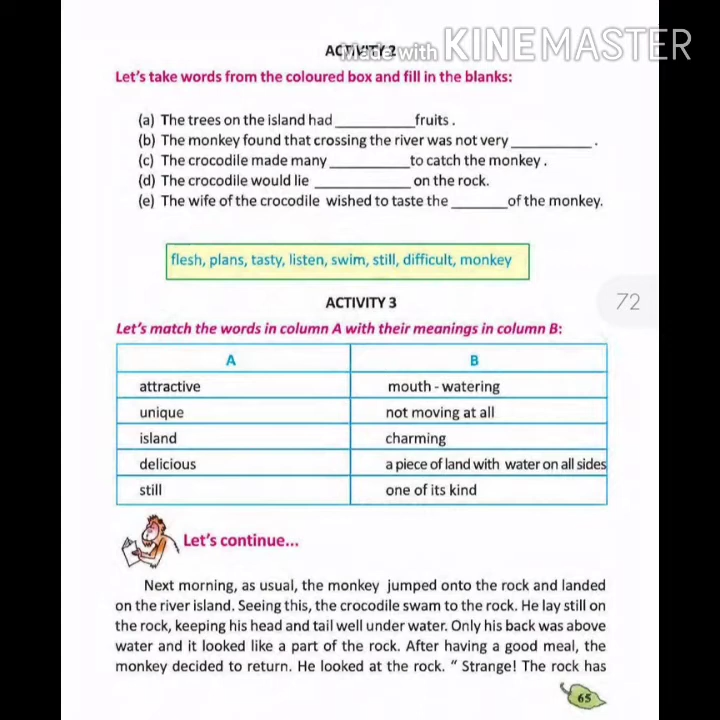 ACTIVITY 2
Made with KINEMASTER
Let's take words from the coloured box and fill in the blanks:
(a) The trees on the island had __________fruits .
(b) The monkey found that crossing the river was not very __________ .
(c) The crocodile made many __________to catch the monkey .
(d) The crocodile would lie ____________ on the rock.
(e) The wife of the crocodile wished to taste the _______of the monkey.
flesh, plans, tasty, listen, swim, still, difficult, monkey
ACTIVITY 3
72
Let's match the words in column A with their meanings in column B:
A B
attractive mouth - watering
unique not moving at all
island charming
delicious a piece of land with water on all sides
still one of its kind
Let's continue...
Next morning, as usual, the monkey jumped onto the rock and landed
on the river island. Seeing this, the crocodile swam to the rock. He lay still on
the rock, keeping his head and tail well under water. Only his back was above
water and it looked like a part of the rock. After having a good meal, the
monkey decided to return. He looked at the rock. “ Strange! The rock has
65